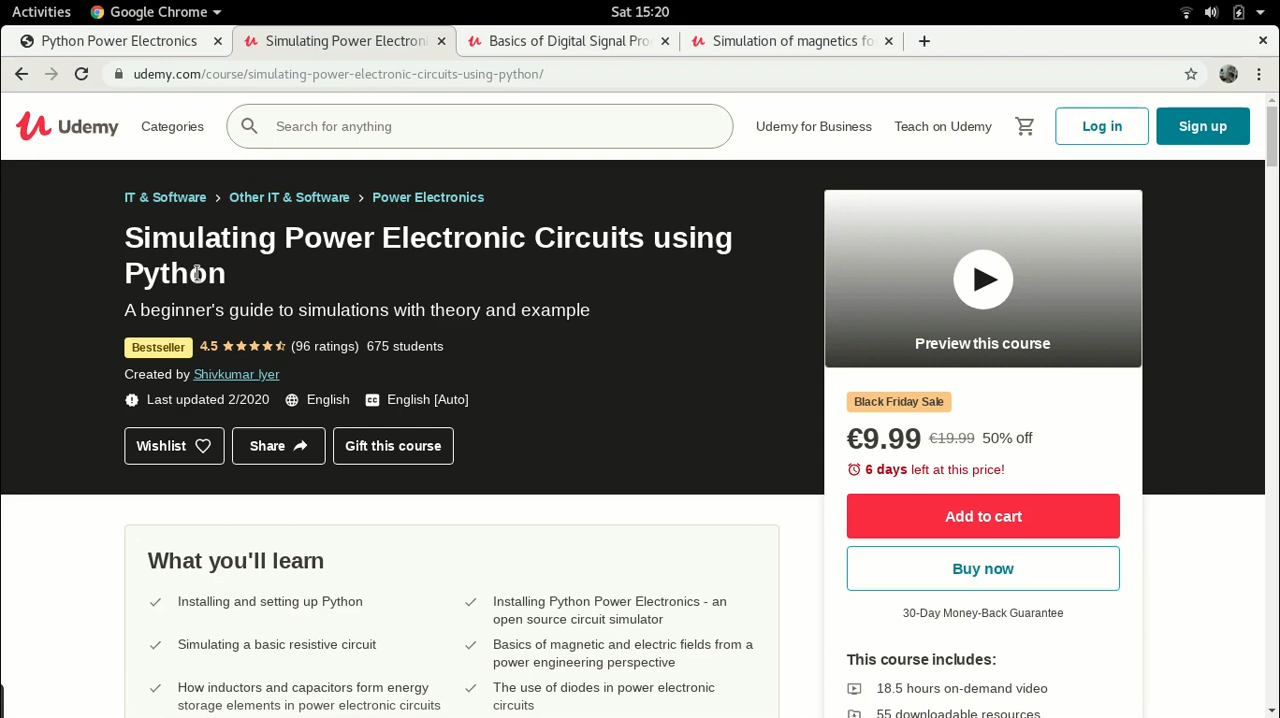 Activities Google Chrome Sat 15:20
Python Power Electronics Simulating Power Electroni Basics of Digital Signal Pro Simulation of magnetics fo
udemy.com/course/simulating-power-electronic-circuits-using-python/
Udemy Categories Search for anything Udemy for Business Teach on Udemy Log in Sign up
IT & Software Other IT & Software Power Electronics
Simulating Power Electronic Circuits using
Python
A beginner's guide to simulations with theory and example
Bestseller 4.5 (96 ratings) 675 students
Created by Shivkumar Iyer
Last updated 2/2020 English CC English [Auto]
Wishlist Share Gift this course
Preview this course
Black Friday Sale
€9.99 €19.99 50% off
6 days left at this price!
Add to cart
Buy now
30-Day Money-Back Guarantee
This course includes:
18.5 hours on-demand video
55 downloadable resources
What you'll learn
Installing and setting up Python
Installing Python Power Electronics - an
open source circuit simulator
Simulating a basic resistive circuit
Basics of magnetic and electric fields from a
power engineering perspective
How inductors and capacitors form energy
storage elements in power electronic circuits
The use of diodes in power electronic
circuits